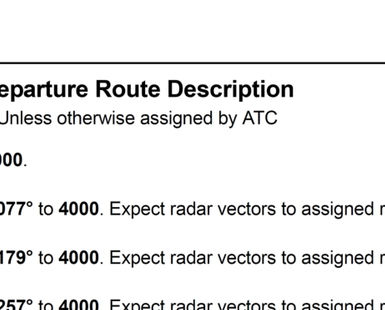 eparture Route Description
Unless otherwise assigned by ATC
000.
077° to 4000. Expect radar vectors to assigned r
179° to 4000. Expect radar vectors to assigned r
257° to 4000. Expect radar vectors to assigned r